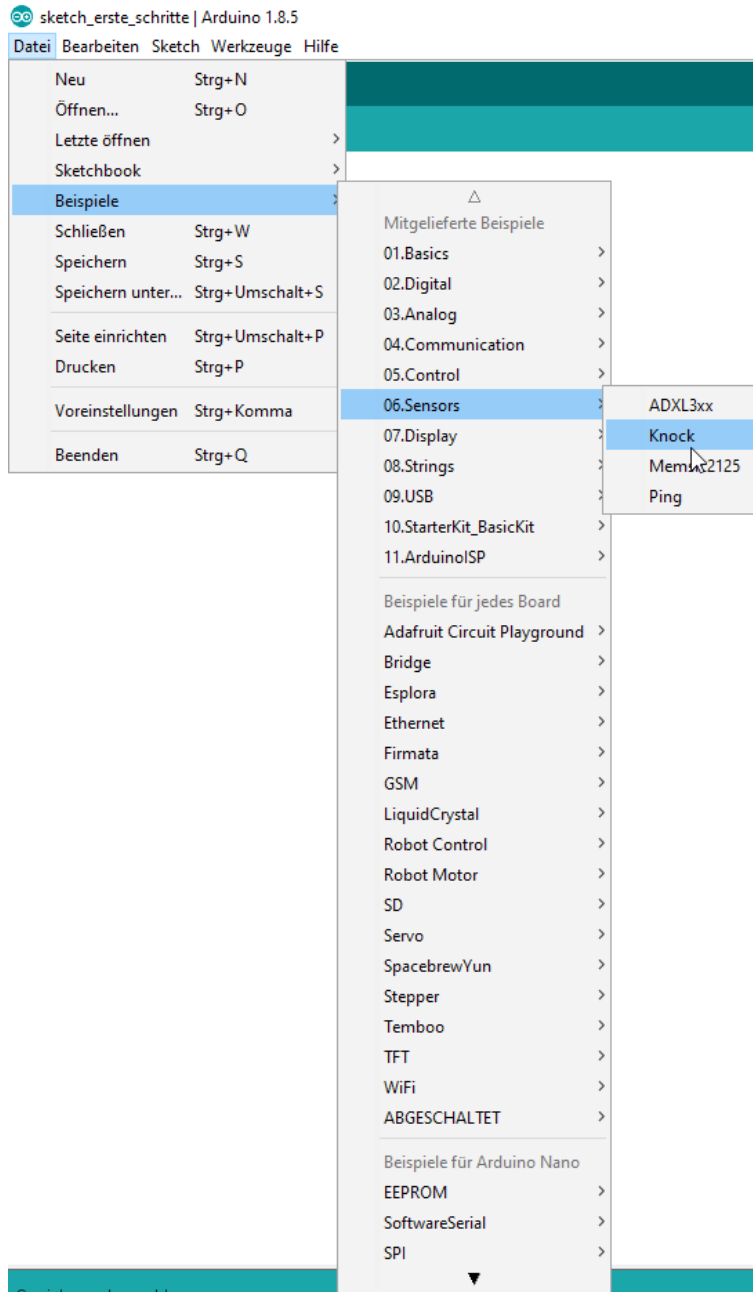 sketch_erste_schritte | Arduino 1.8.5
Datei Bearbeiten Sketch Werkzeuge Hilfe
Neu Strg+N
Öffnen... Strg+O
Letzte öffnen
Sketchbook
Beispiele
Schließen Strg+W
Speichern Strg+S
Speichern unter... Strg+Umschalt+S
Seite einrichten Strg+Umschalt+P
Drucken Strg+P
Voreinstellungen Strg+Komma
Beenden Strg+Q
Mitgelieferte Beispiele
01.Basics
02.Digital
03.Analog
04.Communication
05.Control
06.Sensors
07.Display
08.Strings
09.USB
10.StarterKit_BasicKit
11.ArduinoISP
Beispiele für jedes Board
Adafruit Circuit Playground
Bridge
Esplora
Ethernet
Firmata
GSM
LiquidCrystal
Robot Control
Robot Motor
SD
Servo
SpacebrewYun
Stepper
Temboo
TFT
WiFi
ABGESCHALTET
Beispiele für Arduino Nano
EEPROM
SoftwareSerial
SPI
ADXL3xx
Knock
Ping